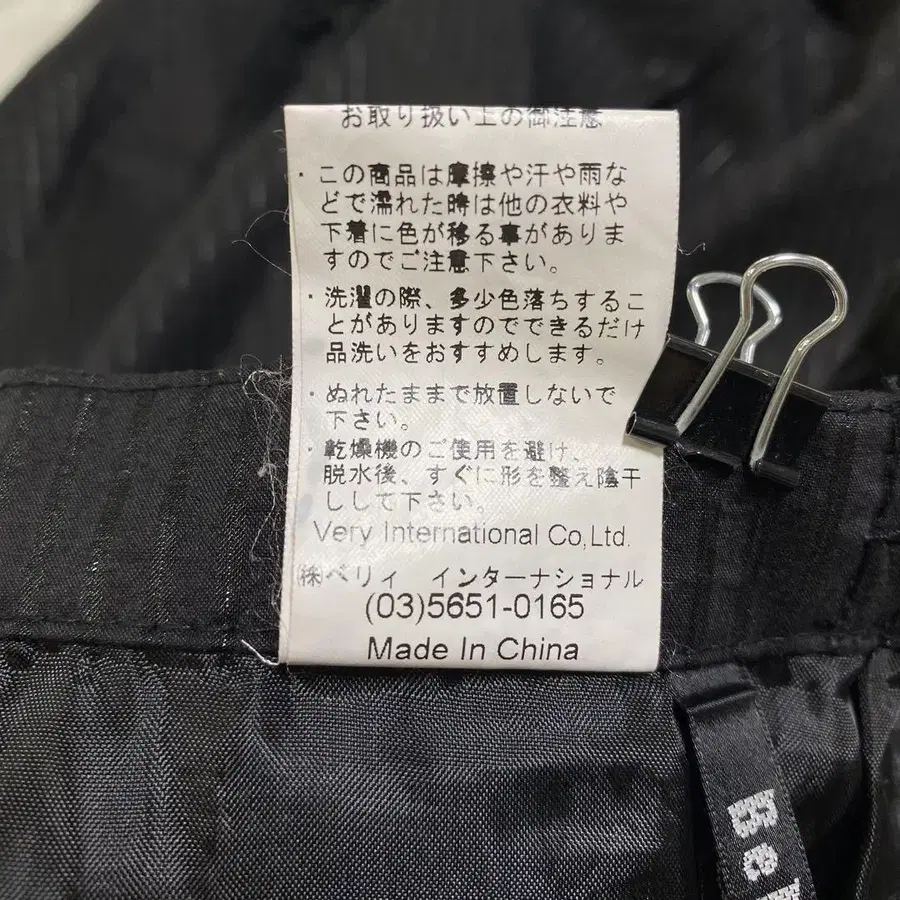 お取り扱い上の御注意
・この商品は摩擦や汗や雨な
どで濡れた時は他の衣料や
下着に色が移る事がありま
すのでご注意下さい。
・洗濯の際、多少色落ちするこ
とがありますのでできるだけ
品洗いをおすすめします。
・ぬれたままで放置しないで
下さい。
・乾燥機のご使用を避け、
脱水後、すぐに形を整え陰干
ししして下さい。
Very International Co,Ltd.
㈱ベリィ インターナショナル
(03)5651-0165
Made In China